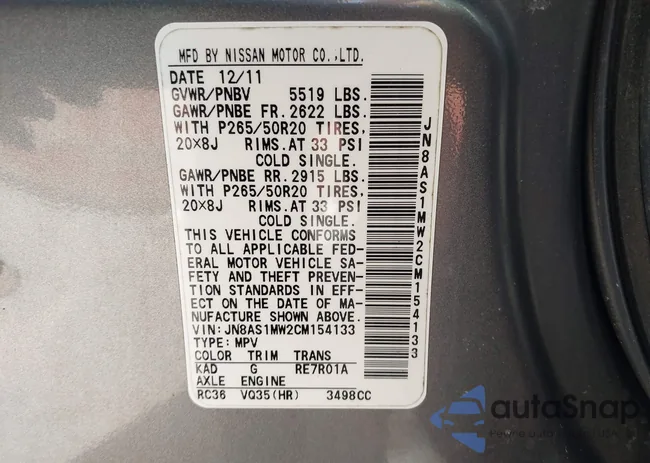 MFD BY NISSAN MOTOR CO.,LTD.
DATE 12/11
GVWR/PNBV 5519 LBS.
GAWR/PNBE FR. 2622 LBS.
WITH P265/50R20 TIRES,
20×8J RIMS.AT 33 PSI
COLD SINGLE.
GAWR/PNBE RR. 2915 LBS.
WITH P265/50R20 TIRES,
20×8J RIMS.AT 33 PSI
COLD SINGLE.
THIS VEHICLE CONFORMS
TO ALL APPLICABLE FED-
ERAL MOTOR VEHICLE SA-
FETY AND THEFT PREVEN-
TION STANDARDS IN EFF-
ECT ON THE DATE OF MA-
NUFACTURE SHOWN ABOVE.
VIN: JN8AS1MW2CM154133
TYPE: MPV
COLOR TRIM TRANS
KAD G RE7R01A
AXLE ENGINE
RC36 VQ35(HR) 3498CC
JN8AS1MW2CM154133
autoSnap